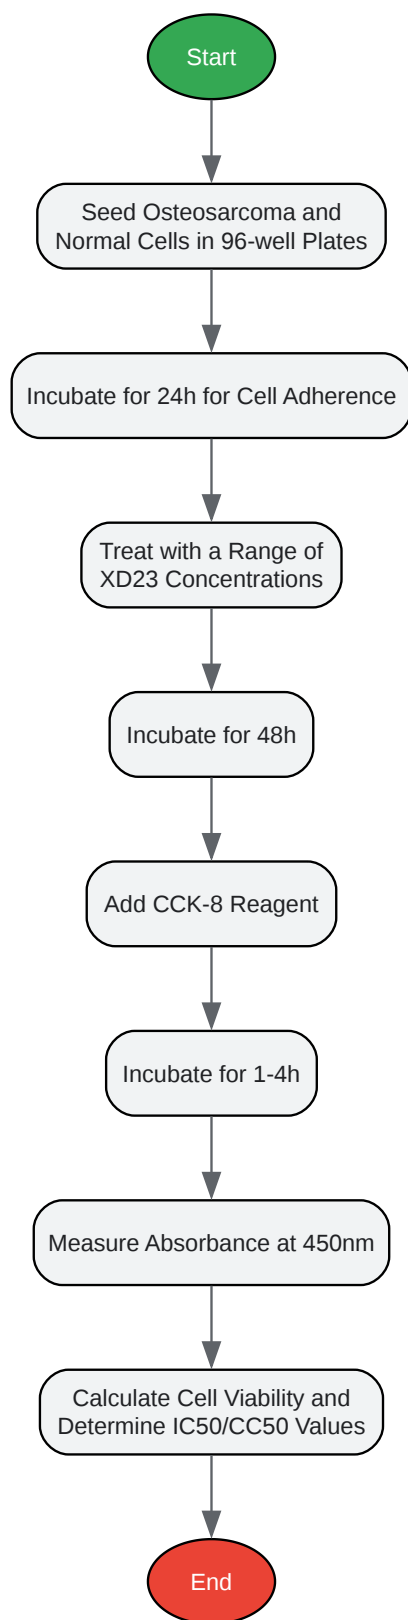 Start
Seed Osteosarcoma and
Normal Cells in 96-well Plates
Incubate for 24h for Cell Adherence
Treat with a Range of
XD23 Concentrations
Incubate for 48h
Add CCK-8 Reagent
Incubate for 1-4h
Measure Absorbance at 450nm
Calculate Cell Viability and
Determine IC50/CC50 Values
End